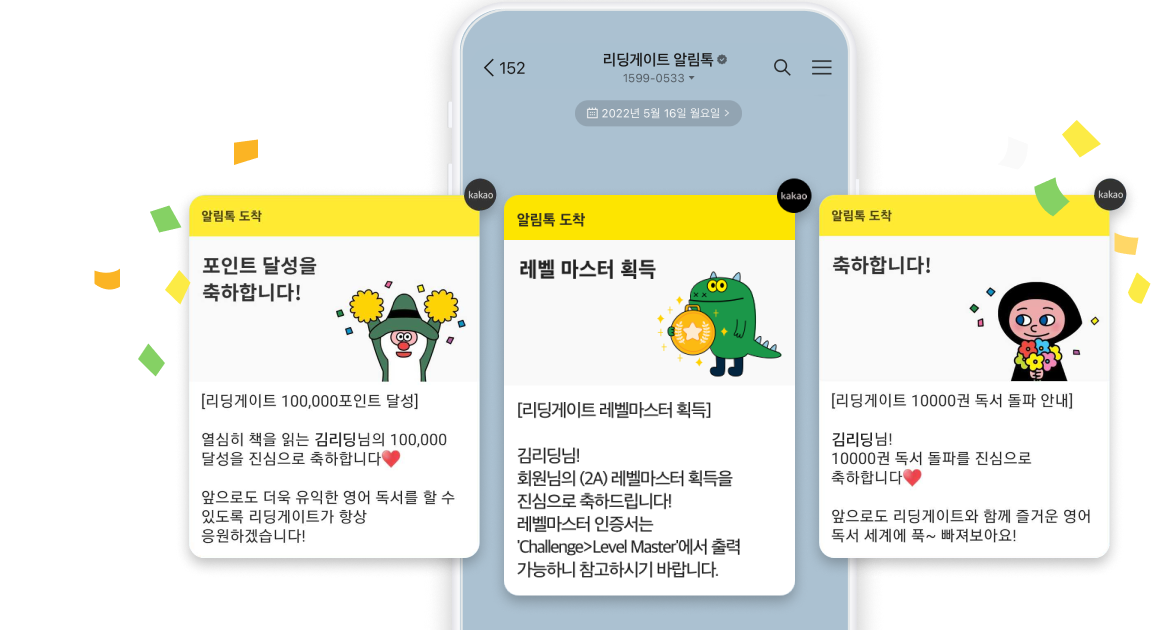 152
리딩게이트 알림톡
1599-0533
2022년 5월 16일 월요일
kakao
알림톡 도착
포인트 달성을
축하합니다!
[리딩게이트 100,000포인트 달성]
열심히 책을 읽는 김리딩님의 100,000
달성을 진심으로 축하합니다❤️
앞으로도 더욱 유익한 영어 독서를 할 수
있도록 리딩게이트가 항상
응원하겠습니다!
kakao
알림톡 도착
레벨 마스터 획득
[리딩게이트 레벨마스터 획득]
김리딩님!
회원님의 (2A) 레벨마스터 획득을
진심으로 축하드립니다!
레벨마스터 인증서는
'Challenge>Level Master'에서 출력
가능하니 참고하시기 바랍니다.
kakao
알림톡 도착
축하합니다!
[리딩게이트 10000권 독서 돌파 안내]
김리딩님!
10000권 독서 돌파를 진심으로
축하합니다❤️
앞으로도 리딩게이트와 함께 즐거운 영어
독서 세계에 푹~ 빠져보아요!